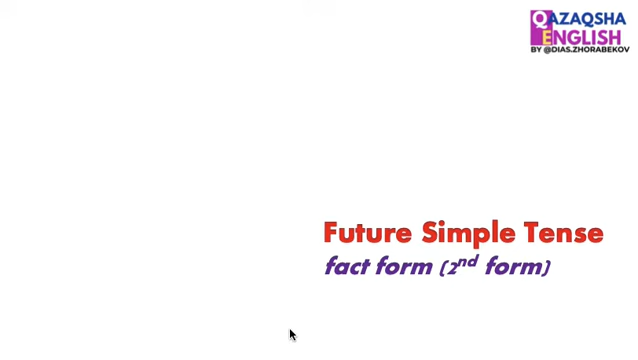 QAZAQSHA
ENGLISH
BY @DIAS.ZHORABEKOV
Future Simple Tense
fact form (2nd form)